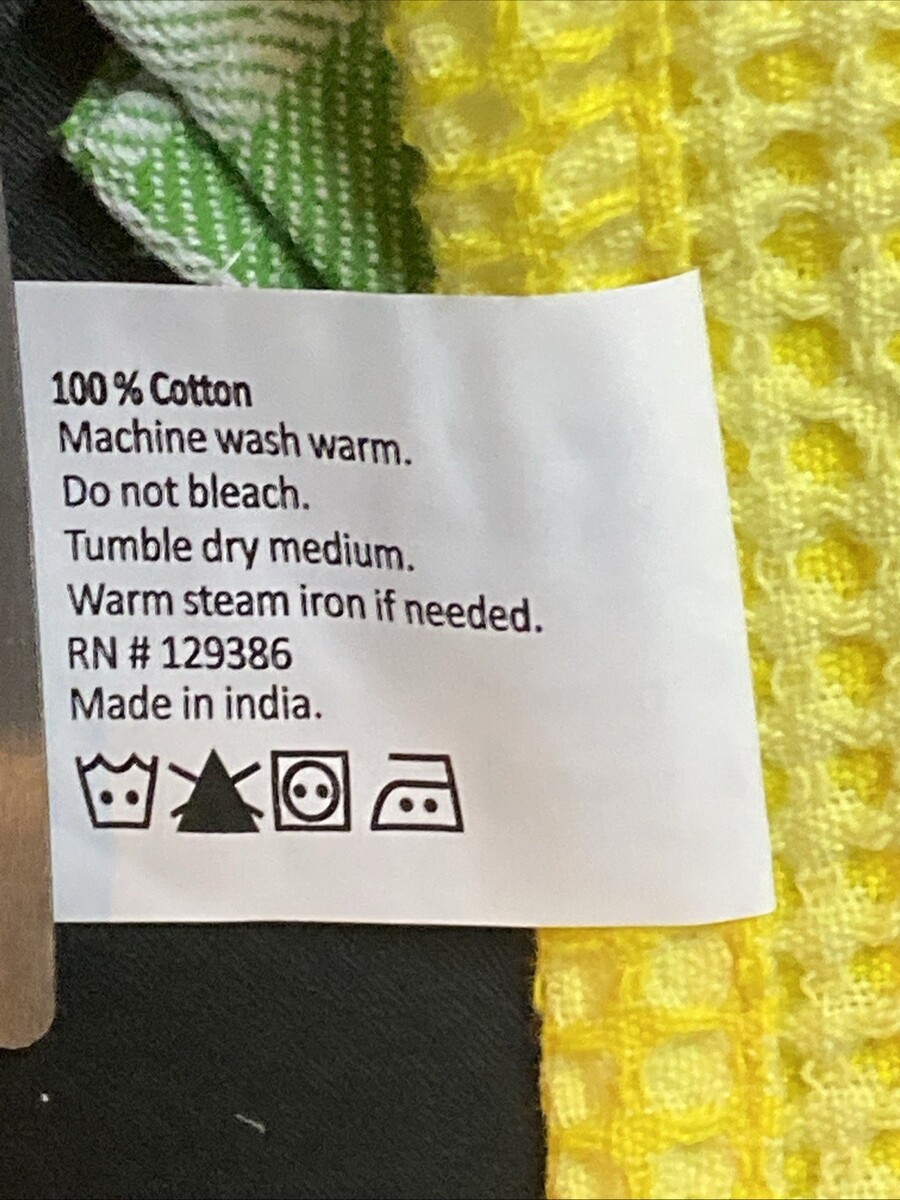 100 % Cotton
Machine wash warm.
Do not bleach.
Tumble dry medium.
Warm steam iron if needed.
RN # 129386
Made in india.